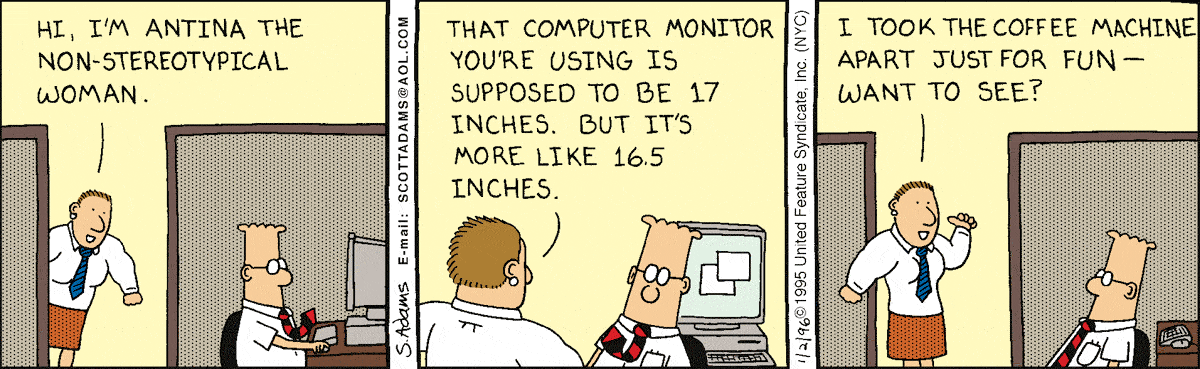 HI, I'M ANTINA THE
NON-STEREOTYPICAL
WOMAN.
S.Adams E-mail: SCOTTADAMS@AOL.COM
THAT COMPUTER MONITOR
YOU'RE USING IS
SUPPOSED TO BE 17
INCHES. BUT IT'S
MORE LIKE 16.5
INCHES.
1/2/96 © 1995 United Feature Syndicate, Inc. (NYC)
I TOOK THE COFFEE MACHINE
APART JUST FOR FUN —
WANT TO SEE?